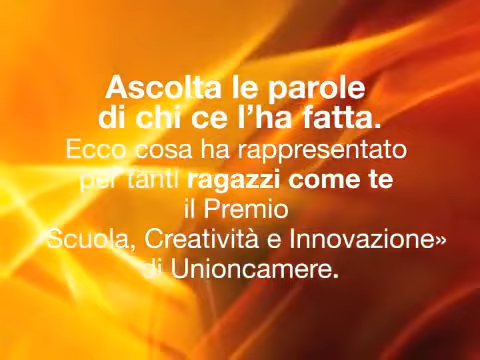 Ascolta le parole
di chi ce l'ha fatta.
Ecco cosa ha rappresentato
per tanti ragazzi come te
il Premio
«Scuola, Creatività e Innovazione»
di Unioncamere.